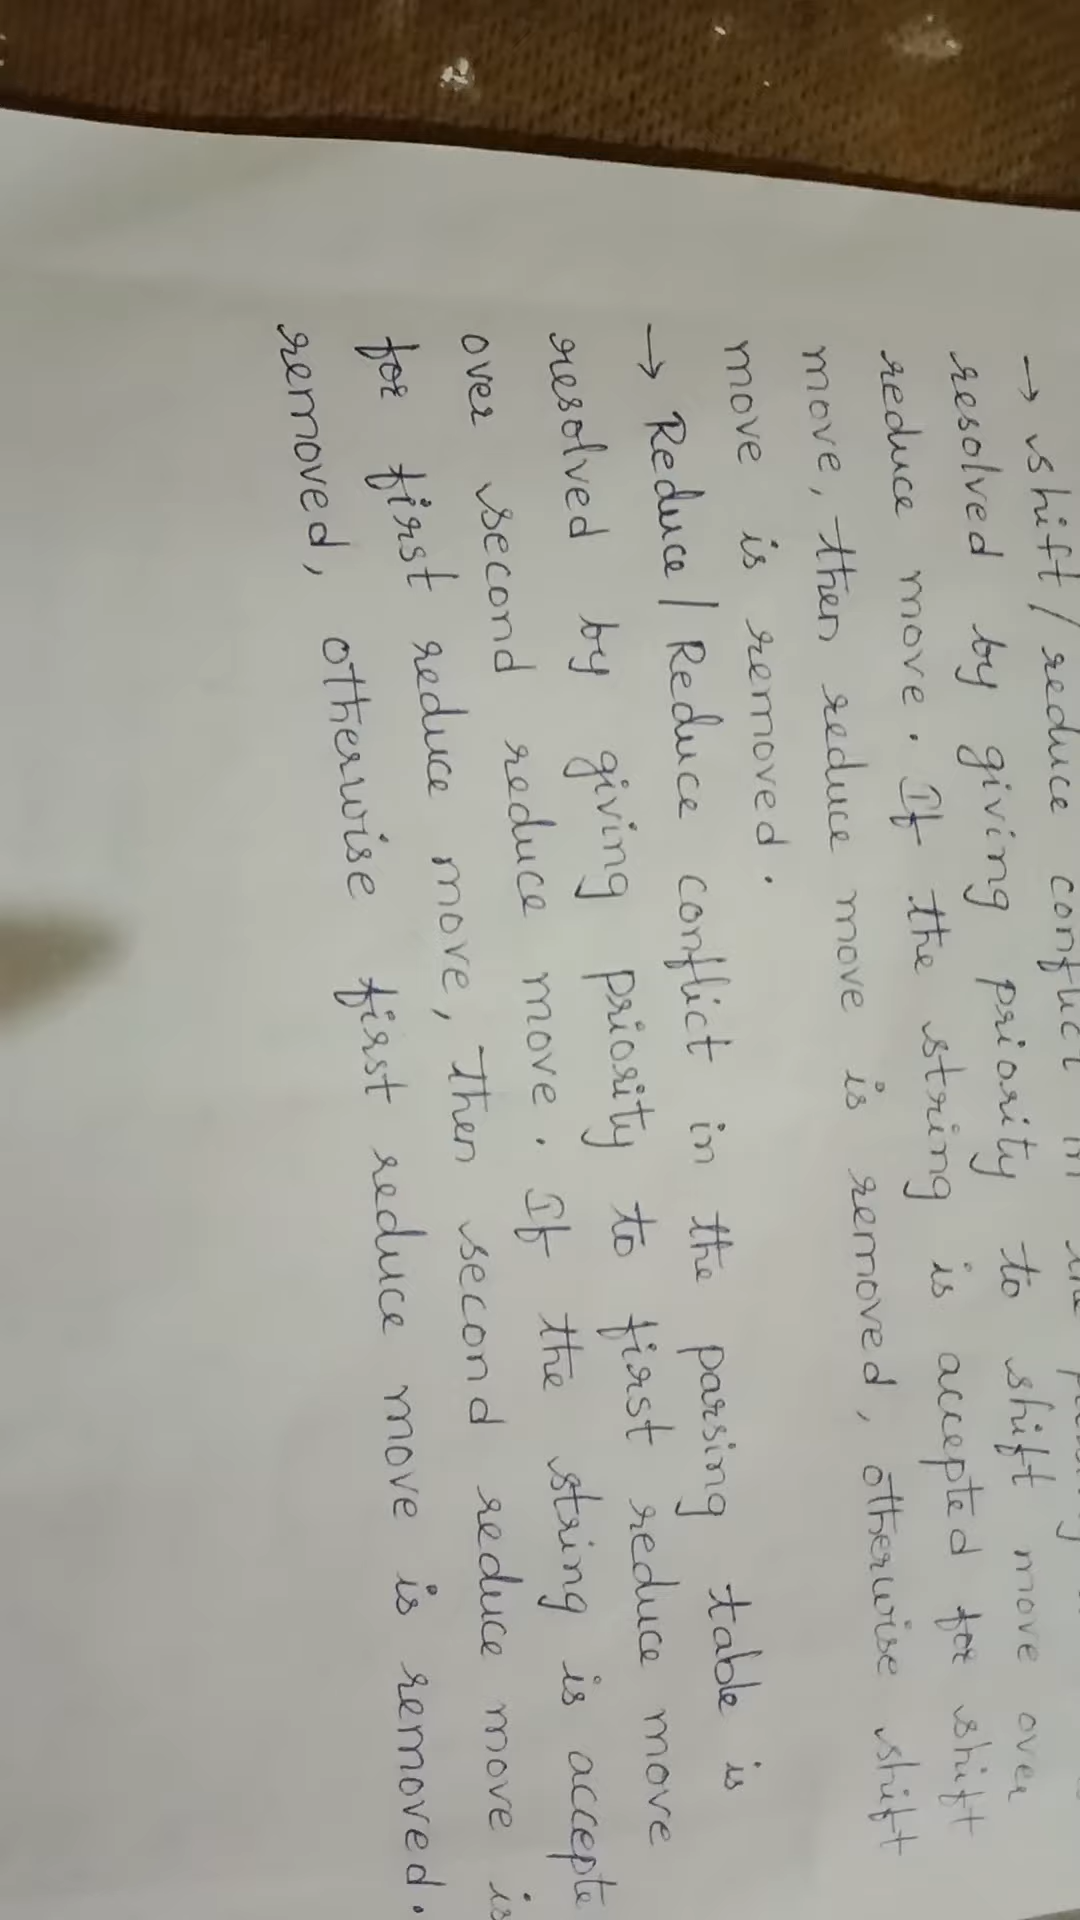 → shift/reduce conflict in the
resolved by giving priority to shift move over
reduce move. If the string is accepted for shift
move, then reduce move is removed, otherwise shift
move is removed.
→ Reduce/Reduce conflict in the parsing table is
resolved by giving priority to first reduce move
over second reduce move. If the string is accepte
for first reduce move, then second reduce move is
removed, otherwise first reduce move is removed.